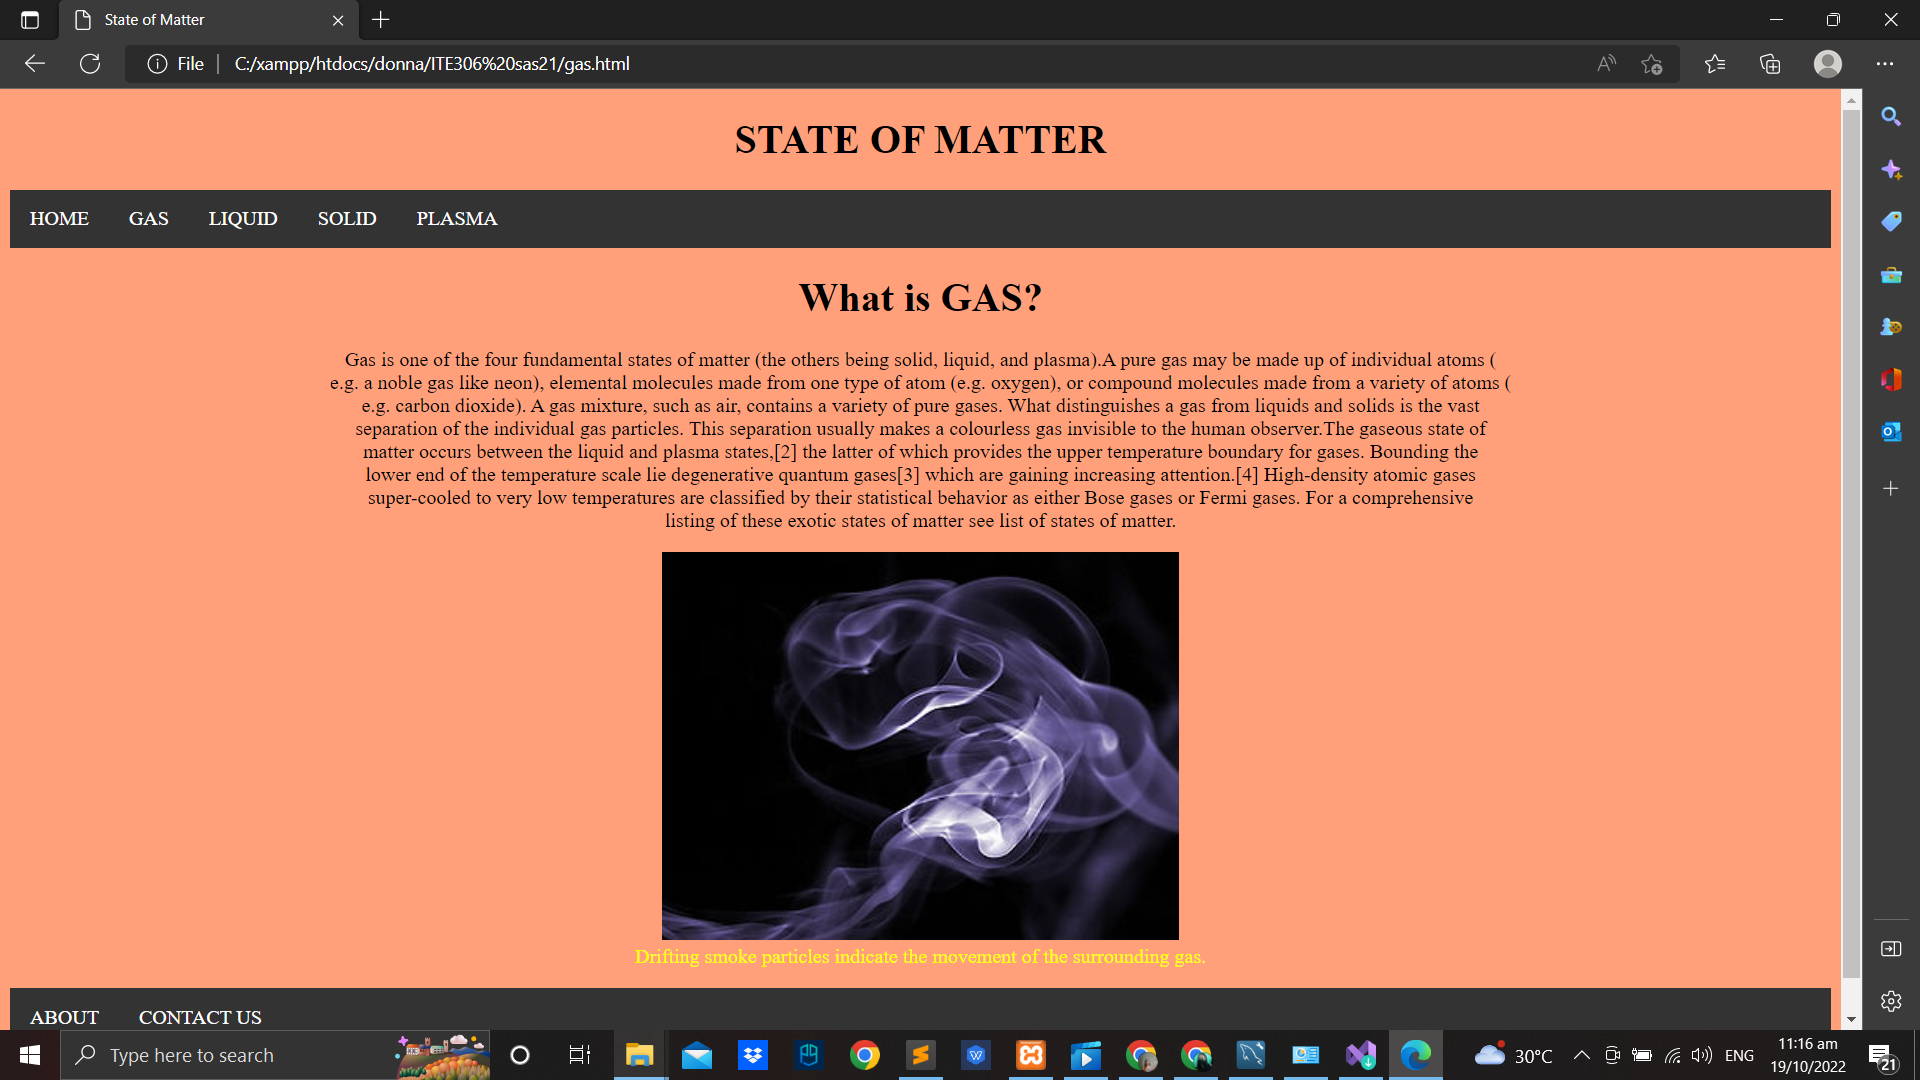 State of Matter
File
C:/xampp/htdocs/donna/ITE306%20sas21/gas.html
STATE OF MATTER
HOME GAS LIQUID SOLID PLASMA
What is GAS?
Gas is one of the four fundamental states of matter (the others being solid, liquid, and plasma).A pure gas may be made up of individual atoms (
e.g. a noble gas like neon), elemental molecules made from one type of atom (e.g. oxygen), or compound molecules made from a variety of atoms (
e.g. carbon dioxide). A gas mixture, such as air, contains a variety of pure gases. What distinguishes a gas from liquids and solids is the vast
separation of the individual gas particles. This separation usually makes a colourless gas invisible to the human observer.The gaseous state of
matter occurs between the liquid and plasma states,[2] the latter of which provides the upper temperature boundary for gases. Bounding the
lower end of the temperature scale lie degenerative quantum gases[3] which are gaining increasing attention.[4] High-density atomic gases
super-cooled to very low temperatures are classified by their statistical behavior as either Bose gases or Fermi gases. For a comprehensive
listing of these exotic states of matter see list of states of matter.
Drifting smoke particles indicate the movement of the surrounding gas.
ABOUT CONTACT US
Type here to search
30°C
ENG
11:16 am
19/10/2022
21